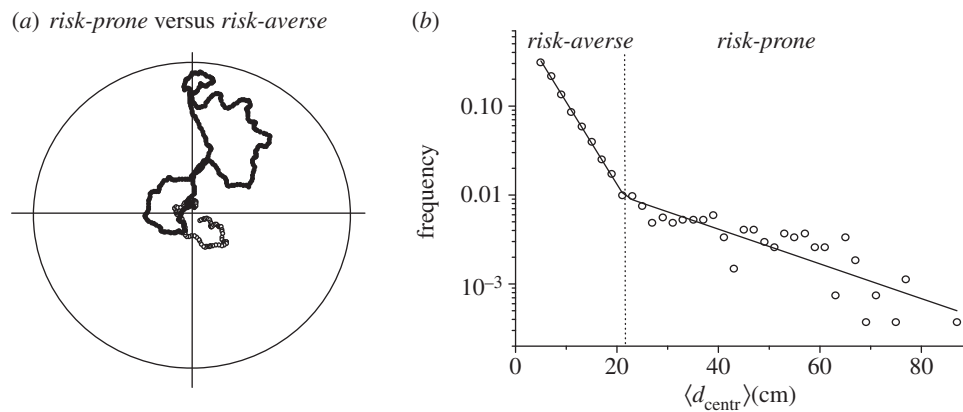 (a) risk-prone versus risk-averse
(b)
risk-averse
risk-prone
frequency
0.10
0.01
10⁻³
0
20
40
60
80
⟨d_centr⟩(cm)